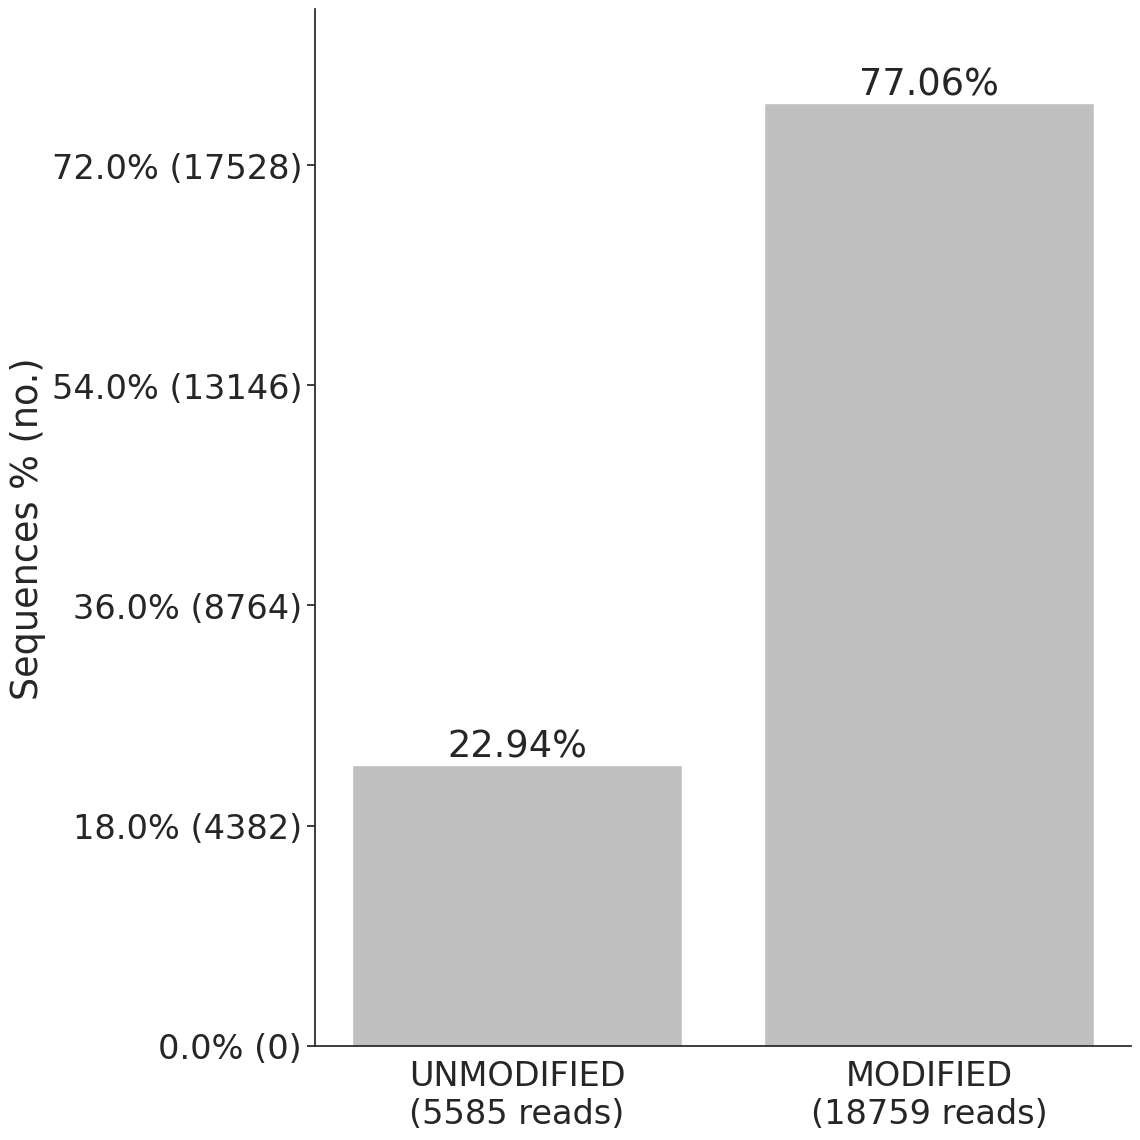 77.06%
72.0% (17528)
54.0% (13146)
Sequences % (no.)
36.0% (8764)
22.94%
18.0% (4382)
0.0% (0)
UNMODIFIED
(5585 reads)
MODIFIED
(18759 reads)